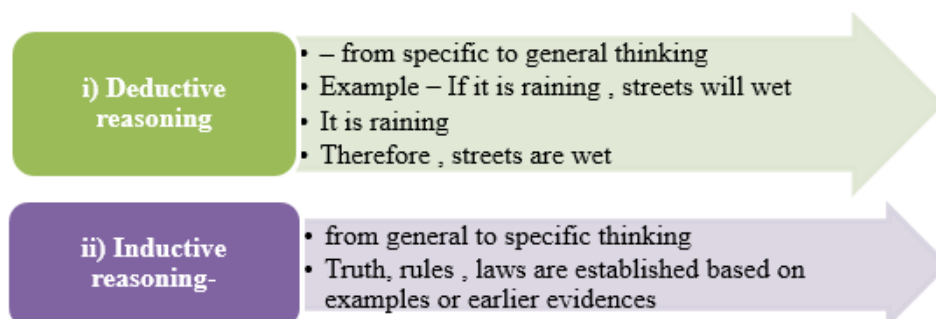 i) Deductive
reasoning
• – from specific to general thinking
• Example – If it is raining , streets will wet
• It is raining
• Therefore , streets are wet
ii) Inductive
reasoning-
• from general to specific thinking
• Truth, rules , laws are established based on
examples or earlier evidences